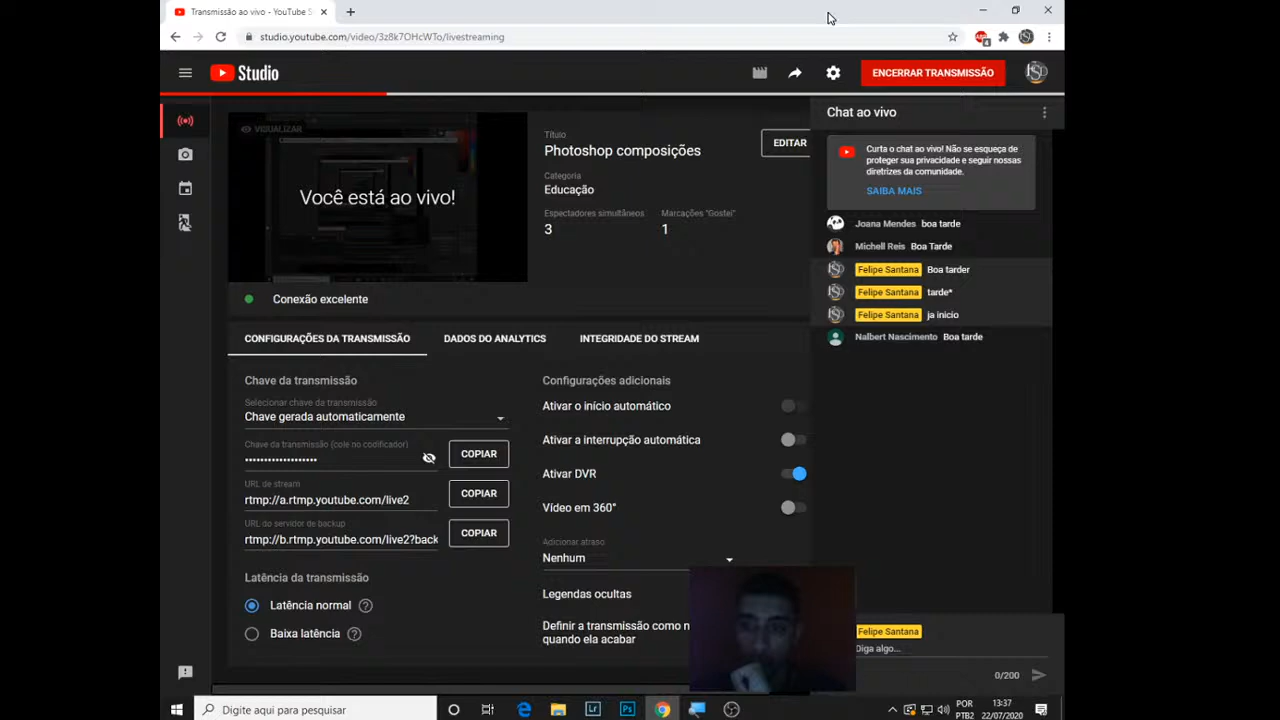 Transmissão ao vivo - YouTube S
studio.youtube.com/video/3z8k7OHcWTo/livestreaming
Studio
ENCERRAR TRANSMISSÃO
VISUALIZAR
Você está ao vivo!
Título
Photoshop composições
EDITAR
Categoria
Educação
Espectadores simultâneos
Marcações "Gostei"
3
1
Conexão excelente
CONFIGURAÇÕES DA TRANSMISSÃO
DADOS DO ANALYTICS
INTEGRIDADE DO STREAM
Chave da transmissão
Selecionar chave da transmissão
Chave gerada automaticamente
Chave da transmissão (cole no codificador)
•••••••••••••••••••
COPIAR
URL de stream
rtmp://a.rtmp.youtube.com/live2
COPIAR
URL do servidor de backup
rtmp://b.rtmp.youtube.com/live2?back
COPIAR
Latência da transmissão
Latência normal
Baixa latência
Configurações adicionais
Ativar o início automático
Ativar a interrupção automática
Ativar DVR
Vídeo em 360°
Adicionar atraso
Nenhum
Legendas ocultas
Definir a transmissão como n
quando ela acabar
Chat ao vivo
Curta o chat ao vivo! Não se esqueça de
proteger sua privacidade e seguir nossas
diretrizes da comunidade.
SAIBA MAIS
Joana Mendes boa tarde
Michell Reis Boa Tarde
Felipe Santana Boa tarder
Felipe Santana tarde*
Felipe Santana ja inicio
Nalbert Nascimento Boa tarde
Felipe Santana
Diga algo...
0/200
Digite aqui para pesquisar
Lr
Ps
POR
PTB2
13:37
22/07/2020